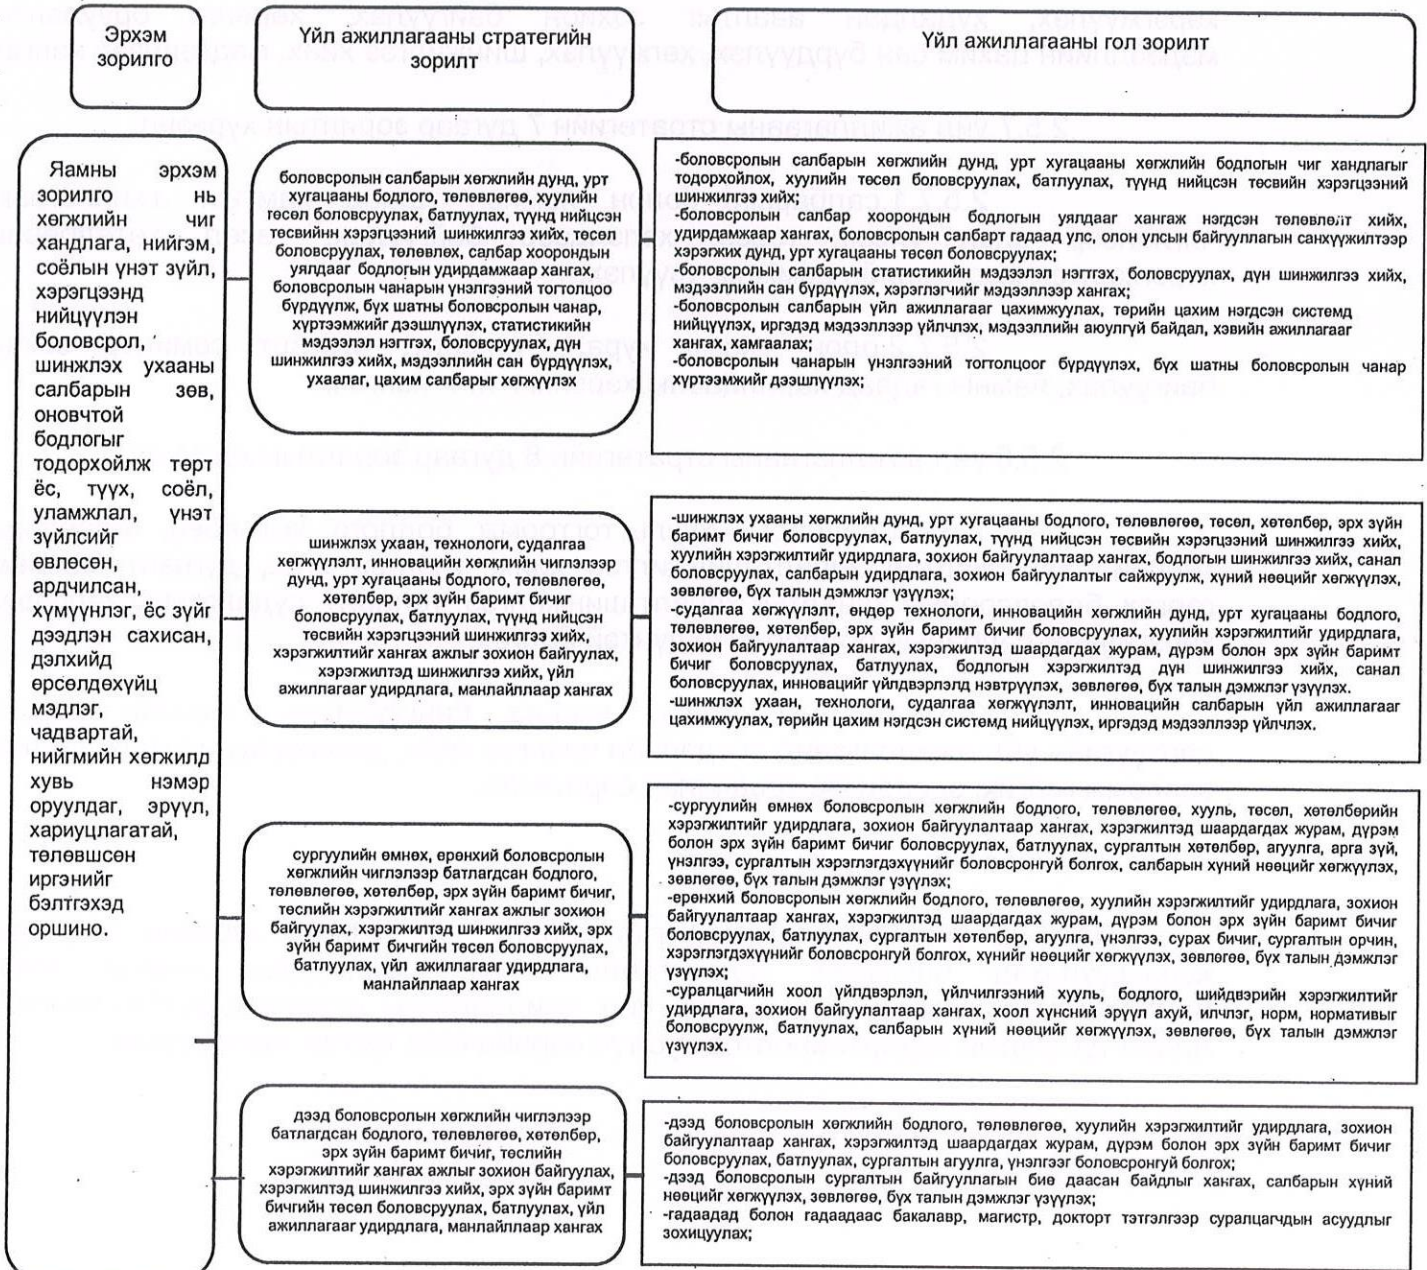 Эрхэм
зорилго
Үйл ажиллагааны стратегийн
зорилт
Үйл ажиллагааны гол зорилт
Яамны эрхэм
зорилго нь
хөгжлийн чиг
хандлага, нийгэм,
соёлын үнэт зүйл,
хэрэгцээнд
нийцүүлэн
боловсрол,
шинжлэх ухааны
салбарын зөв,
оновчтой
бодлогыг
тодорхойлж төрт
ёс, түүх, соёл,
уламжлал, үнэт
зүйлсийг
өвлөсөн,
ардчилсан,
хүмүүнлэг, ёс зүйг
дээдлэн сахисан,
дэлхийд
өрсөлдөхүйц
мэдлэг,
чадвартай,
нийгмийн хөгжилд
хувь нэмэр
оруулдаг, эрүүл,
хариуцлагатай,
төлөвшсөн
иргэнийг
бэлтгэхэд
оршино.
боловсролын салбарын хөгжлийн дунд, урт
хугацааны бодлого, төлөвлөгөө, хуулийн
төсөл боловсруулах, батлуулах, түүнд нийцсэн
төсвийнн хэрэгцээний шинжилгээ хийх, төсөл
боловсруулах, төлөвлөх, салбар хоорондын
уялдааг бодлогын удирдамжаар хангах,
боловсролын чанарын үнэлгээний тогтолцоо
бүрдүүлж, бүх шатны боловсролын чанар,
хүртээмжийг дээшлүүлэх, статистикийн
мэдээлэл нэгтгэх, боловсруулах, дүн
шинжилгээ хийх, мэдээллийн сан бүрдүүлэх,
ухаалаг, цахим салбарыг хөгжүүлэх
-боловсролын салбарын хөгжлийн дунд, урт хугацааны хөгжлийн бодлогын чиг хандлагыг
тодорхойлох, хуулийн төсөл боловсруулах, батлуулах, түүнд нийцсэн төсвийн хэрэгцээний
шинжилгээ хийх;
-боловсролын салбар хоорондын бодлогын уялдааг хангаж нэгдсэн төлөвлөлт хийх,
удирдамжаар хангах, боловсролын салбарт гадаад улс, олон улсын байгууллагын санхүүжилтээр
хэрэгжих дунд, урт хугацааны төсөл боловсруулах;
-боловсролын салбарын статистикийн мэдээлэл нэгтгэх, боловсруулах, дүн шинжилгээ хийх,
мэдээллийн сан бүрдүүлэх, хэрэглэгчийг мэдээллээр хангах;
-боловсролын салбарын үйл ажиллагааг цахимжуулах, төрийн цахим нэгдсэн системд
нийцүүлэх, иргэдэд мэдээллээр үйлчлэх, мэдээллийн аюулгүй байдал, хэвийн ажиллагааг
хангах, хамгаалах;
-боловсролын чанарын үнэлгээний тогтолцоог бүрдүүлэх, бүх шатны боловсролын чанар
хүртээмжийг дээшлүүлэх;
шинжлэх ухаан, технологи, судалгаа
хөгжүүлэлт, инновацийн хөгжлийн чиглэлээр
дунд, урт хугацааны бодлого, төлөвлөгөө,
хөтөлбөр, эрх зүйн баримт бичиг
боловсруулах, батлуулах, түүнд нийцсэн
төсвийн хэрэгцээний шинжилгээ хийх,
хэрэгжилтийг хангах ажлыг зохион байгуулах,
хэрэгжилтэд шинжилгээ хийх, үйл
ажиллагааг удирдлага, манлайллаар хангах
-шинжлэх ухааны хөгжлийн дунд, урт хугацааны бодлого, төлөвлөгөө, төсөл, хөтөлбөр, эрх зүйн
баримт бичиг боловсруулах, батлуулах, түүнд нийцсэн төсвийн хэрэгцээний шинжилгээ хийх,
хуулийн хэрэгжилтийг удирдлага, зохион байгуулалтаар хангах, бодлогын шинжилгээ хийх, санал
боловсруулах, салбарын удирдлага, зохион байгуулалтыг сайжруулж, хүний нөөцийг хөгжүүлэх,
зөвлөгөө, бүх талын дэмжлэг үзүүлэх;
-судалгаа хөгжүүлэлт, өндөр технологи, инновацийн хөгжлийн дунд, урт хугацааны бодлого,
төлөвлөгөө, хөтөлбөр, эрх зүйн баримт бичиг боловсруулах, хуулийн хэрэгжилтийг удирдлага,
зохион байгуулалтаар хангах, хэрэгжилтэд шаардагдах журам, дүрэм болон эрх зүйн баримт
бичиг боловсруулах, батлуулах, бодлогын хэрэгжилтэд дүн шинжилгээ хийх, санал
боловсруулах, инновацийг үйлдвэрлэлд нэвтрүүлэх, зөвлөгөө, бүх талын дэмжлэг үзүүлэх.
-шинжлэх ухаан, технологи, судалгаа хөгжүүлэлт, инновацийн салбарын үйл ажиллагааг
цахимжуулах, төрийн цахим нэгдсэн системд нийцүүлэх, иргэдэд мэдээллээр үйлчлэх.
сургуулийн өмнөх, ерөнхий боловсролын
хөгжлийн чиглэлээр батлагдсан бодлого,
төлөвлөгөө, хөтөлбөр, эрх зүйн баримт бичиг,
төслийн хэрэгжилтийг хангах ажлыг зохион
байгуулах, хэрэгжилтэд шинжилгээ хийх, эрх
зүйн баримт бичгийн төсөл боловсруулах,
батлуулах, үйл ажиллагааг удирдлага,
манлайллаар хангах
-сургуулийн өмнөх боловсролын хөгжлийн бодлого, төлөвлөгөө, хууль, төсөл, хөтөлбөрийн
хэрэгжилтийг удирдлага, зохион байгуулалтаар хангах, хэрэгжилтэд шаардагдах журам, дүрэм
болон эрх зүйн баримт бичиг боловсруулах, батлуулах, сургалтын хөтөлбөр, агуулга, арга зүй,
үнэлгээ, сургалтын хэрэглэгдэхүүнийг боловсронгуй болгох, салбарын хүний нөөцийг хөгжүүлэх,
зөвлөгөө, бүх талын дэмжлэг үзүүлэх;
-ерөнхий боловсролын хөгжлийн бодлого, төлөвлөгөө, хуулийн хэрэгжилтийг удирдлага, зохион
байгуулалтаар хангах, хэрэгжилтэд шаардагдах журам, дүрэм болон эрх зүйн баримт бичиг
боловсруулах, батлуулах, сургалтын хөтөлбөр, агуулга, үнэлгээ, сурах бичиг, сургалтын орчин,
хэрэглэгдэхүүнийг боловсронгуй болгох, хүний нөөцийг хөгжүүлэх, зөвлөгөө, бүх талын дэмжлэг
үзүүлэх;
-суралцагчийн хоол үйлдвэрлэл, үйлчилгээний хууль, бодлого, шийдвэрийн хэрэгжилтийг
удирдлага, зохион байгуулалтаар хангах, хоол хүнсний эрүүл ахуй, илчлэг, норм, нормативыг
боловсруулж, батлуулах, салбарын хүний нөөцийг хөгжүүлэх, зөвлөгөө, бүх талын дэмжлэг
үзүүлэх.
дээд боловсролын хөгжлийн чиглэлээр
батлагдсан бодлого, төлөвлөгөө, хөтөлбөр,
эрх зүйн баримт бичиг, төслийн
хэрэгжилтийг хангах ажлыг зохион байгуулах,
хэрэгжилтэд шинжилгээ хийх, эрх зүйн баримт
бичгийн төсөл боловсруулах, батлуулах, үйл
ажиллагааг удирдлага, манлайллаар хангах
-дээд боловсролын хөгжлийн бодлого, төлөвлөгөө, хуулийн хэрэгжилтийг удирдлага, зохион
байгуулалтаар хангах, хэрэгжилтэд шаардагдах журам, дүрэм болон эрх зүйн баримт бичиг
боловсруулах, батлуулах, сургалтын агуулга, үнэлгээг боловсронгуй болгох;
-дээд боловсролын сургалтын байгууллагын бие даасан байдлыг хангах, салбарын хүний
нөөцийг хөгжүүлэх, зөвлөгөө, бүх талын дэмжлэг үзүүлэх;
-гадаадад болон гадаадаас бакалавр, магистр, докторт тэтгэлгээр суралцагчдын асуудлыг
зохицуулах;